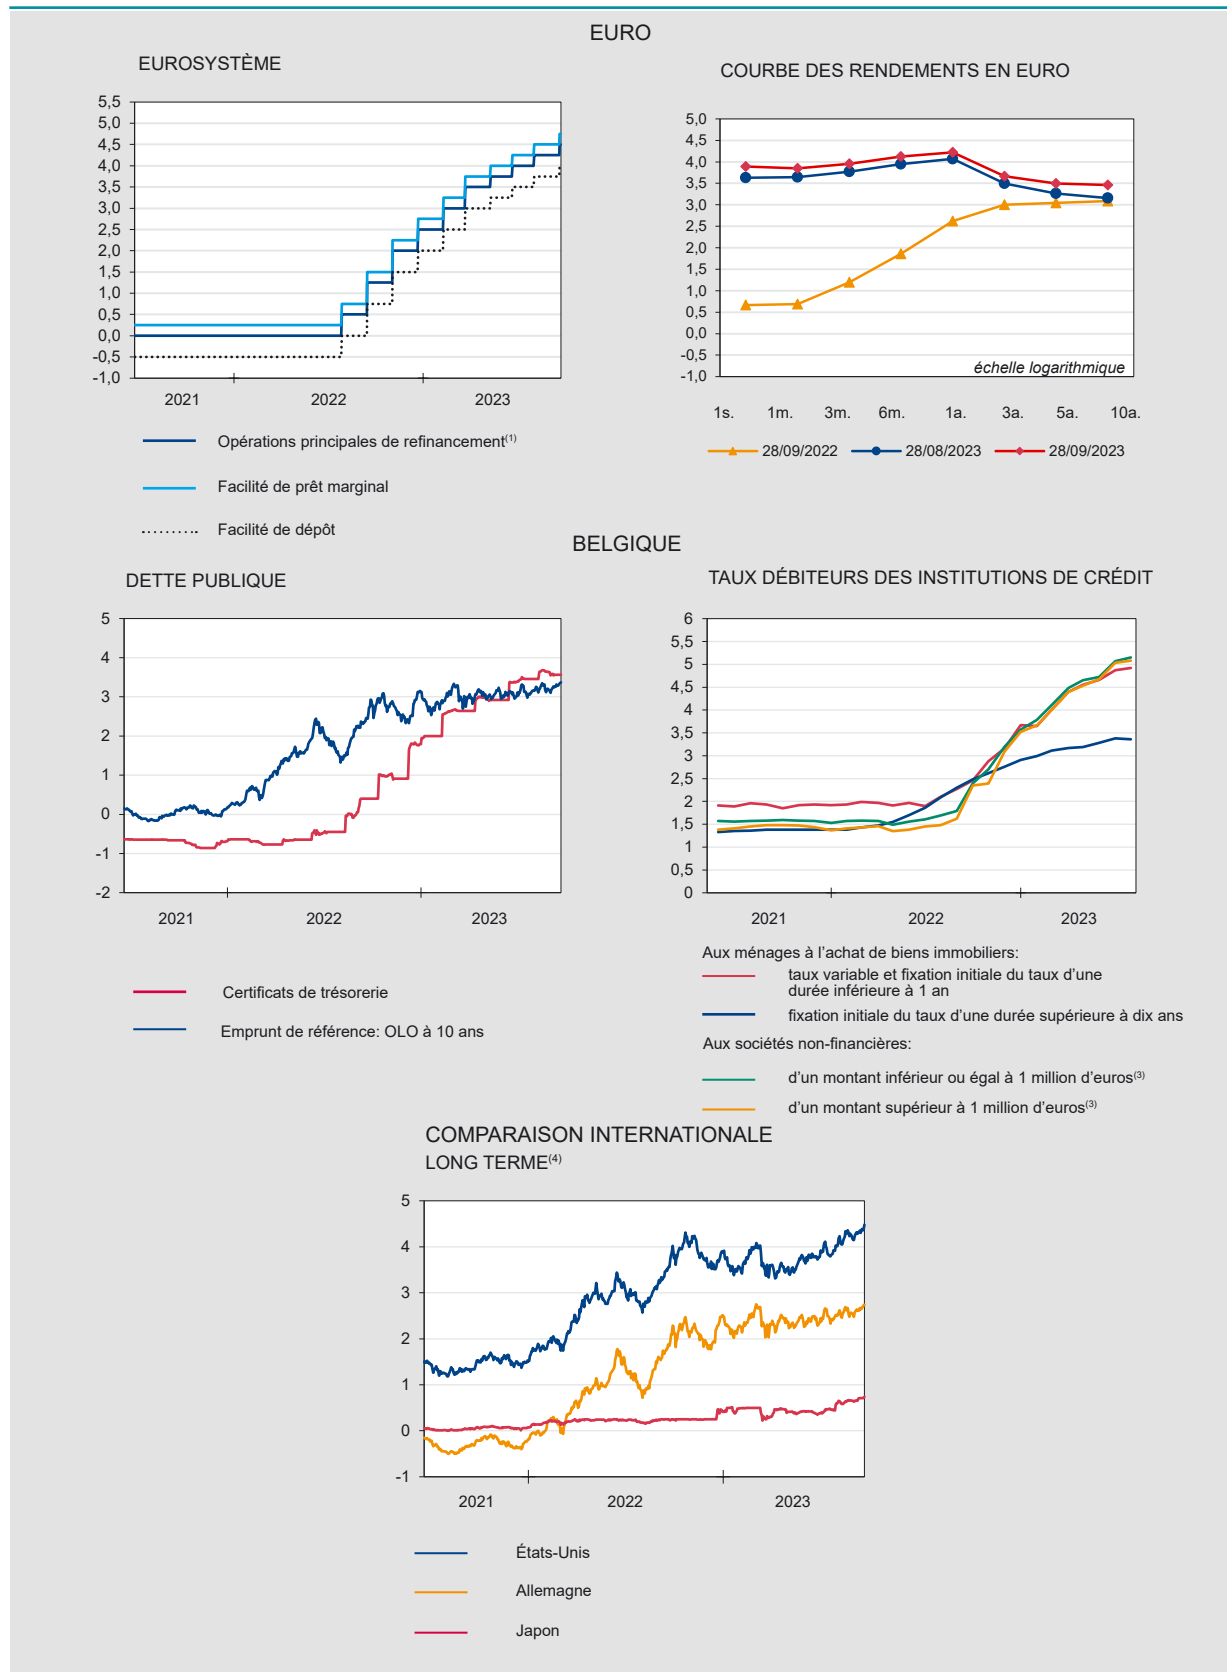 EURO
EUROSYSTÈME
5,5
5,0
4,5
4,0
3,5
3,0
2,5
2,0
1,5
1,0
0,5
0,0
-0,5
-1,0
2021 2022 2023
Opérations principales de refinancement(1)
Facilité de prêt marginal
Facilité de dépôt
COURBE DES RENDEMENTS EN EURO
5,0
4,5
4,0
3,5
3,0
2,5
2,0
1,5
1,0
0,5
0,0
-0,5
-1,0
échelle logarithmique
1s. 1m. 3m. 6m. 1a. 3a. 5a. 10a.
28/09/2022 28/08/2023 28/09/2023
BELGIQUE
DETTE PUBLIQUE
5
4
3
2
1
0
-1
-2
2021 2022 2023
Certificats de trésorerie
Emprunt de référence: OLO à 10 ans
TAUX DÉBITEURS DES INSTITUTIONS DE CRÉDIT
6
5,5
5
4,5
4
3,5
3
2,5
2
1,5
1
0,5
0
2021 2022 2023
Aux ménages à l’achat de biens immobiliers:
taux variable et fixation initiale du taux d’une
durée inférieure à 1 an
fixation initiale du taux d’une durée supérieure à dix ans
Aux sociétés non-financières:
d’un montant inférieur ou égal à 1 million d’euros(3)
d’un montant supérieur à 1 million d’euros(3)
COMPARAISON INTERNATIONALE
LONG TERME(4)
5
4
3
2
1
0
-1
2021 2022 2023
États-Unis
Allemagne
Japon